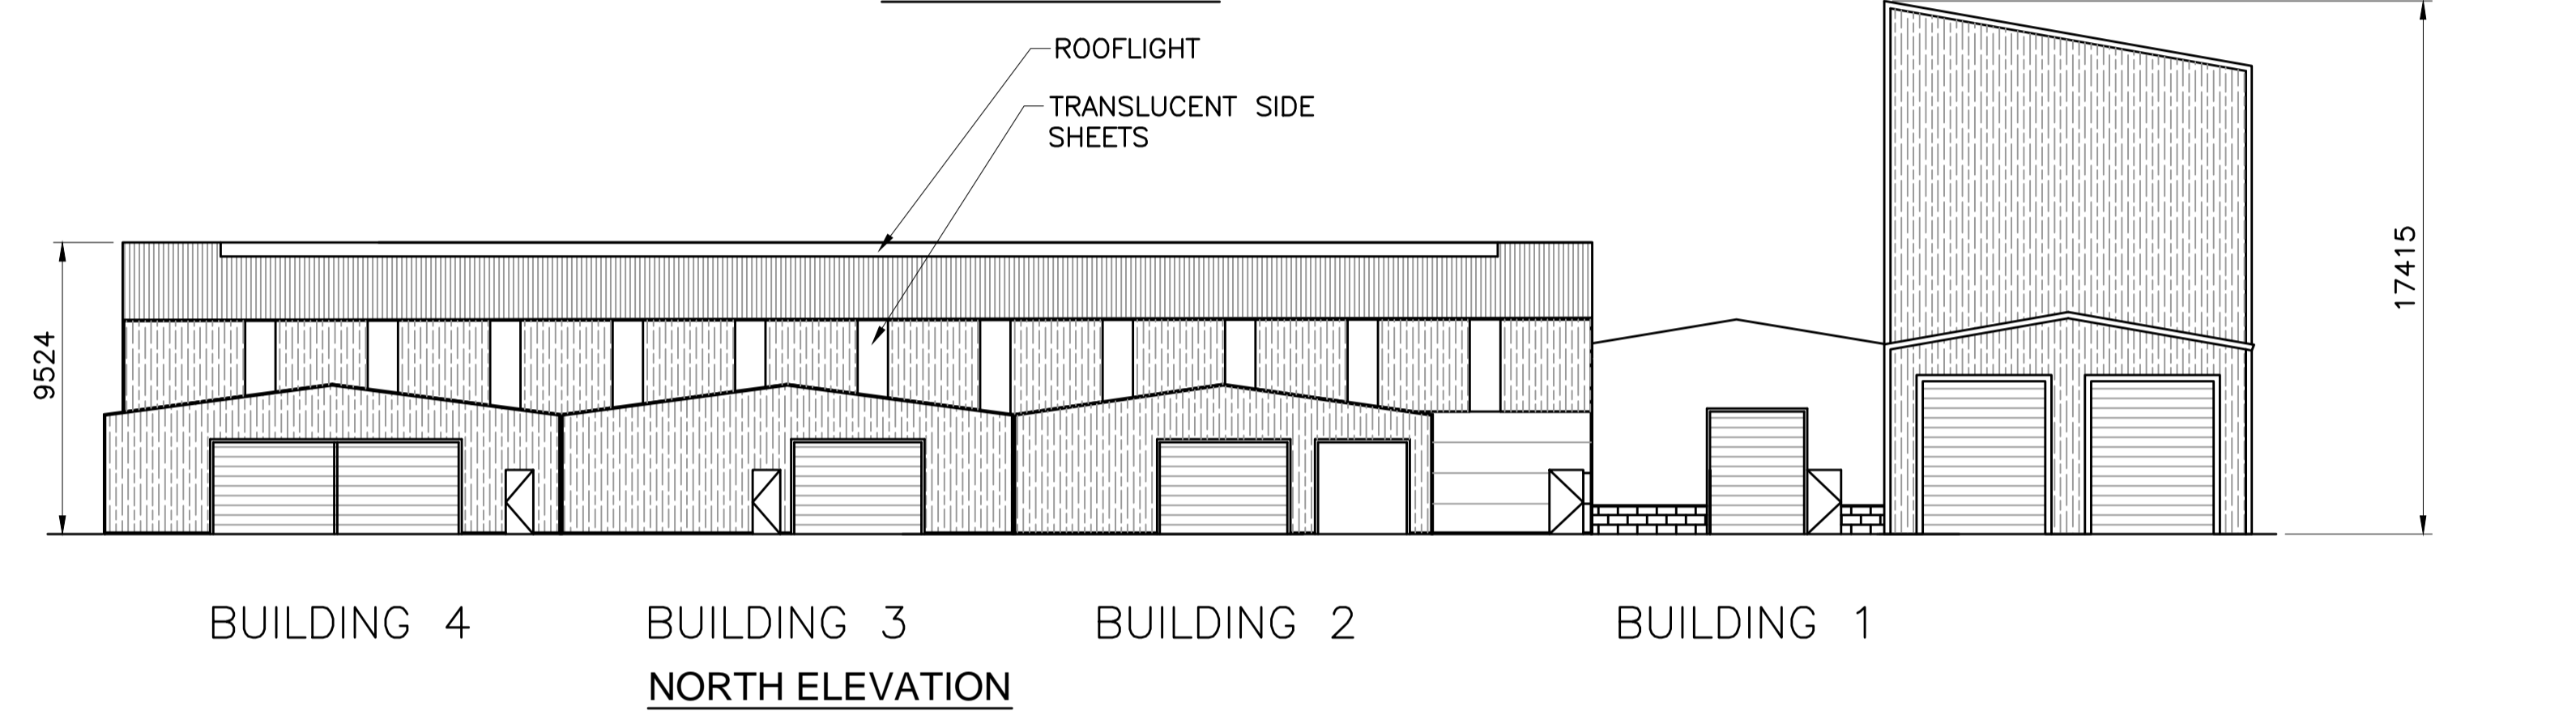 ROOFLIGHT
TRANSLUCENT SIDE
SHEETS
9524
17415
BUILDING 4
BUILDING 3
BUILDING 2
BUILDING 1
NORTH ELEVATION